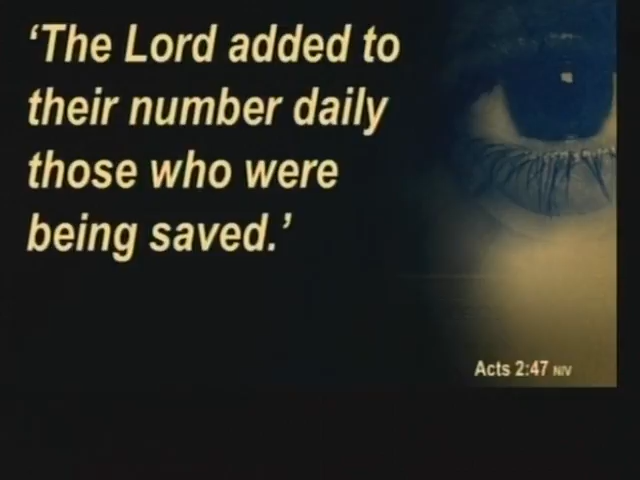 ‘The Lord added to
their number daily
those who were
being saved.’
Acts 2:47 NIV